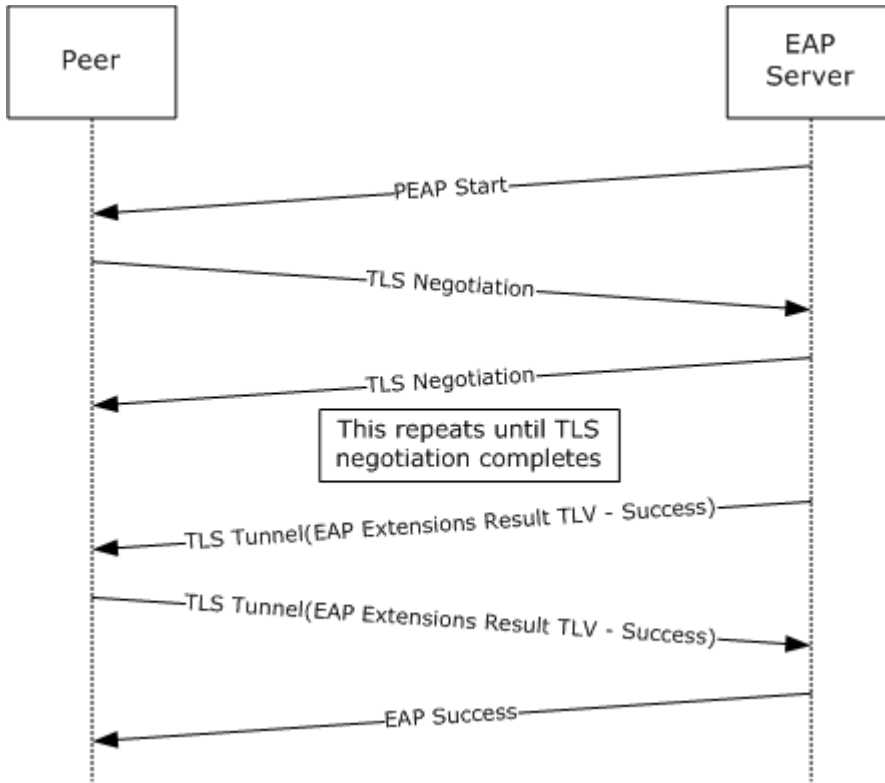 Peer
EAP
Server
PEAP Start
TLS Negotiation
TLS Negotiation
This repeats until TLS
negotiation completes
TLS Tunnel(EAP Extensions Result TLV - Success)
TLS Tunnel(EAP Extensions Result TLV - Success)
EAP Success